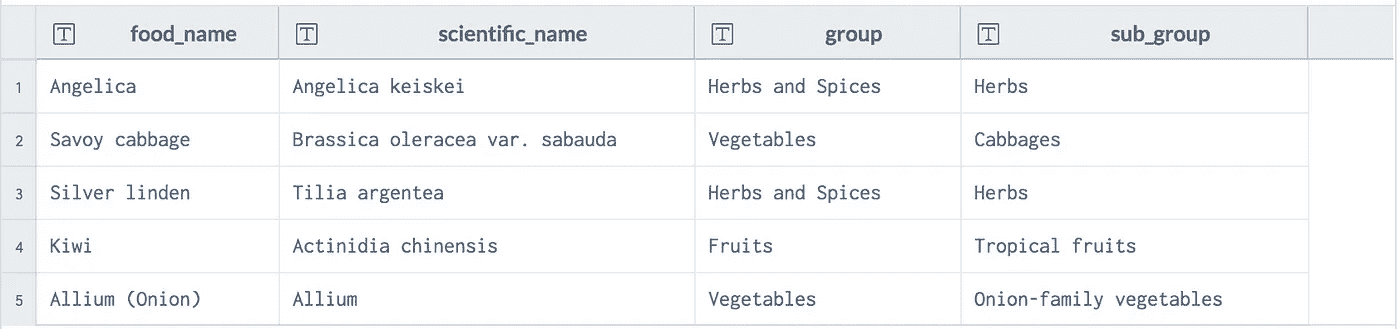 food_name scientific_name group sub_group
1 Angelica Angelica keiskei Herbs and Spices Herbs
2 Savoy cabbage Brassica oleracea var. sabauda Vegetables Cabbages
3 Silver linden Tilia argentea Herbs and Spices Herbs
4 Kiwi Actinidia chinensis Fruits Tropical fruits
5 Allium (Onion) Allium Vegetables Onion-family vegetables